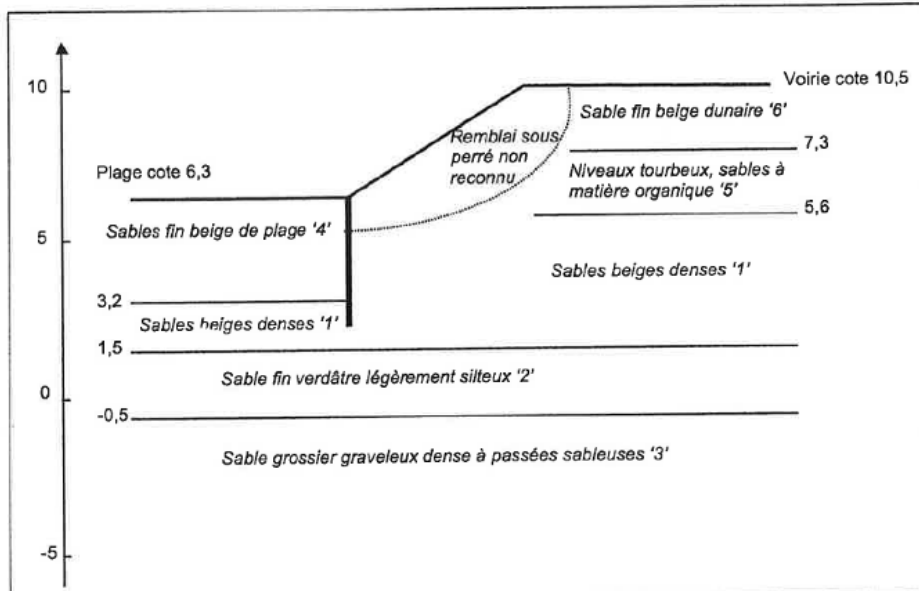 10
Voirie cote 10,5
Sable fin beige dunaire '6'
Remblai sous
perré non
reconnu
7,3
Plage cote 6,3
Niveaux tourbeux, sables à
matière organique '5'
5,6
5
Sables fin beige de plage '4'
Sables beiges denses '1'
3,2
Sables beiges denses '1'
1,5
Sable fin verdâtre légèrement silteux '2'
0
-0,5
Sable grossier graveleux dense à passées sableuses '3'
-5